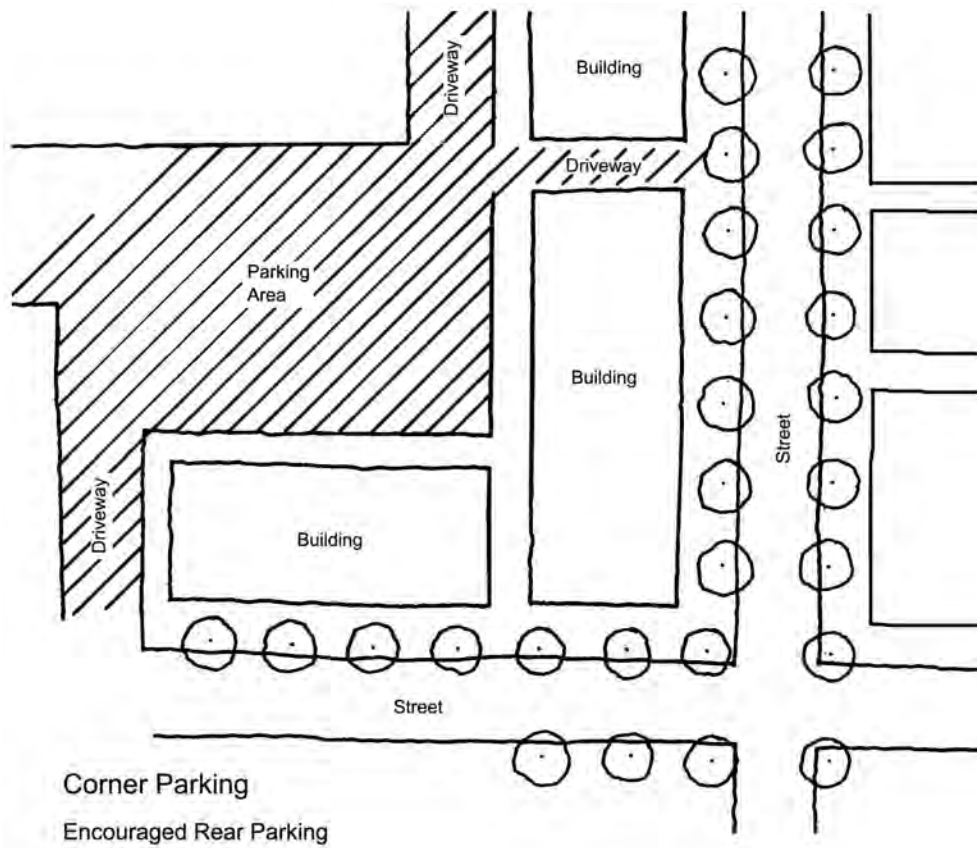 Driveway
Building
Driveway
Parking
Area
Building
Street
Driveway
Building
Street
Corner Parking
Encouraged Rear Parking